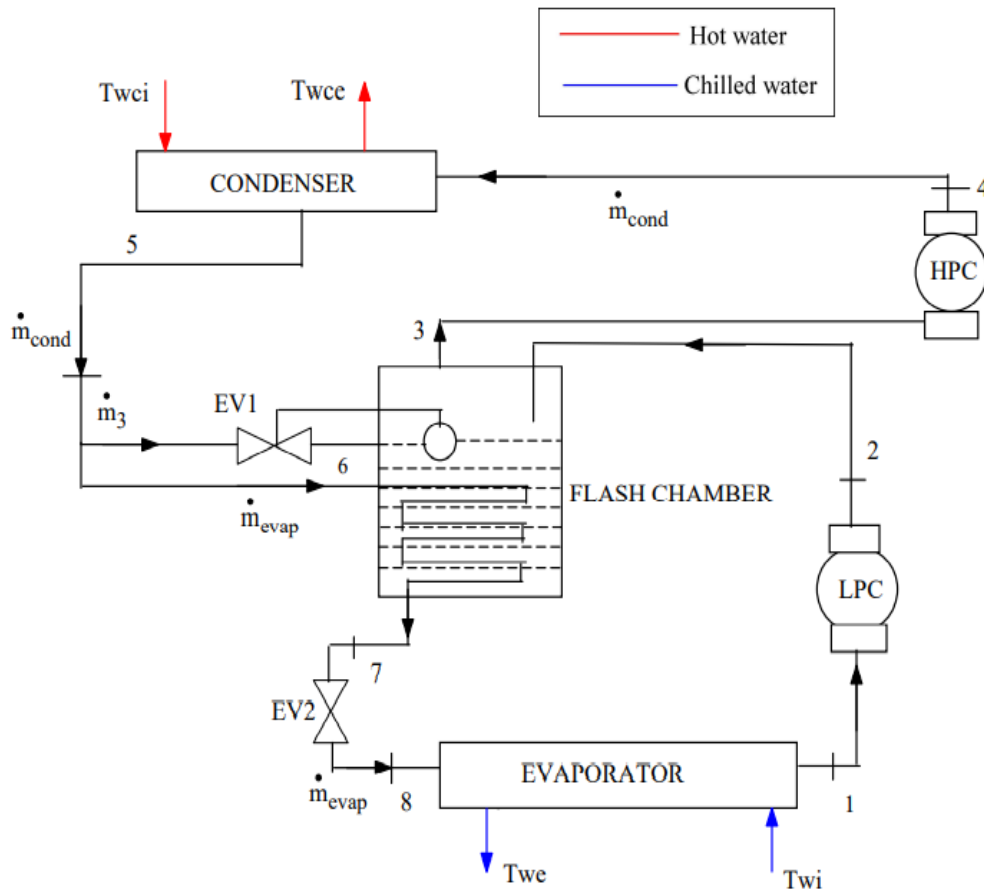 Hot water
Chilled water
Twci
Twce
CONDENSER
ṁcond
4
HPC
5
ṁcond
3
ṁ3
EV1
6
2
FLASH CHAMBER
ṁevap
LPC
7
EV2
EVAPORATOR
ṁevap
8
1
Twe
Twi